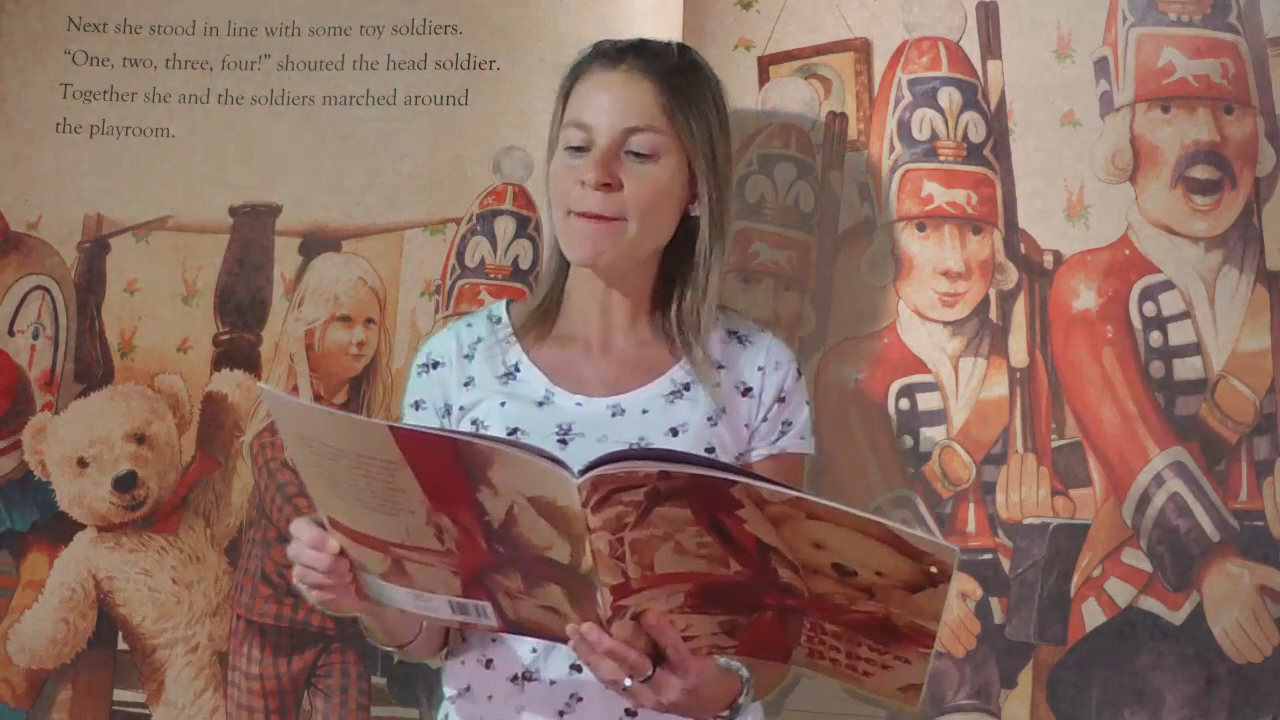 Next she stood in line with some toy soldiers.
“One, two, three, four!” shouted the head soldier.
Together she and the soldiers marched around
the playroom.